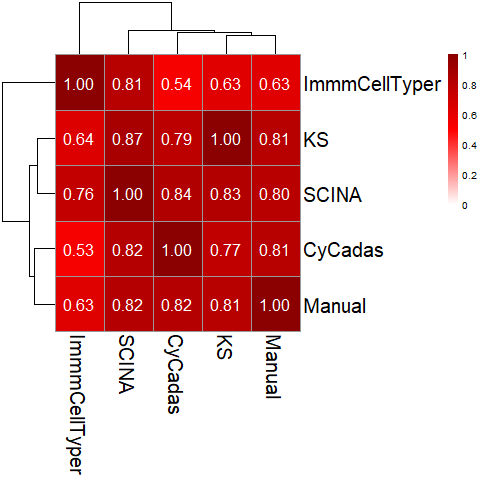 1.00 0.81 0.54 0.63 0.63 ImmmCellTyper
0.64 0.87 0.79 1.00 0.81 KS
0.76 1.00 0.84 0.83 0.80 SCINA
0.53 0.82 1.00 0.77 0.81 CyCadas
0.63 0.82 0.82 0.81 1.00 Manual
ImmmCellTyper
SCINA
CyCadas
KS
Manual
1
0.8
0.6
0.4
0.2
0